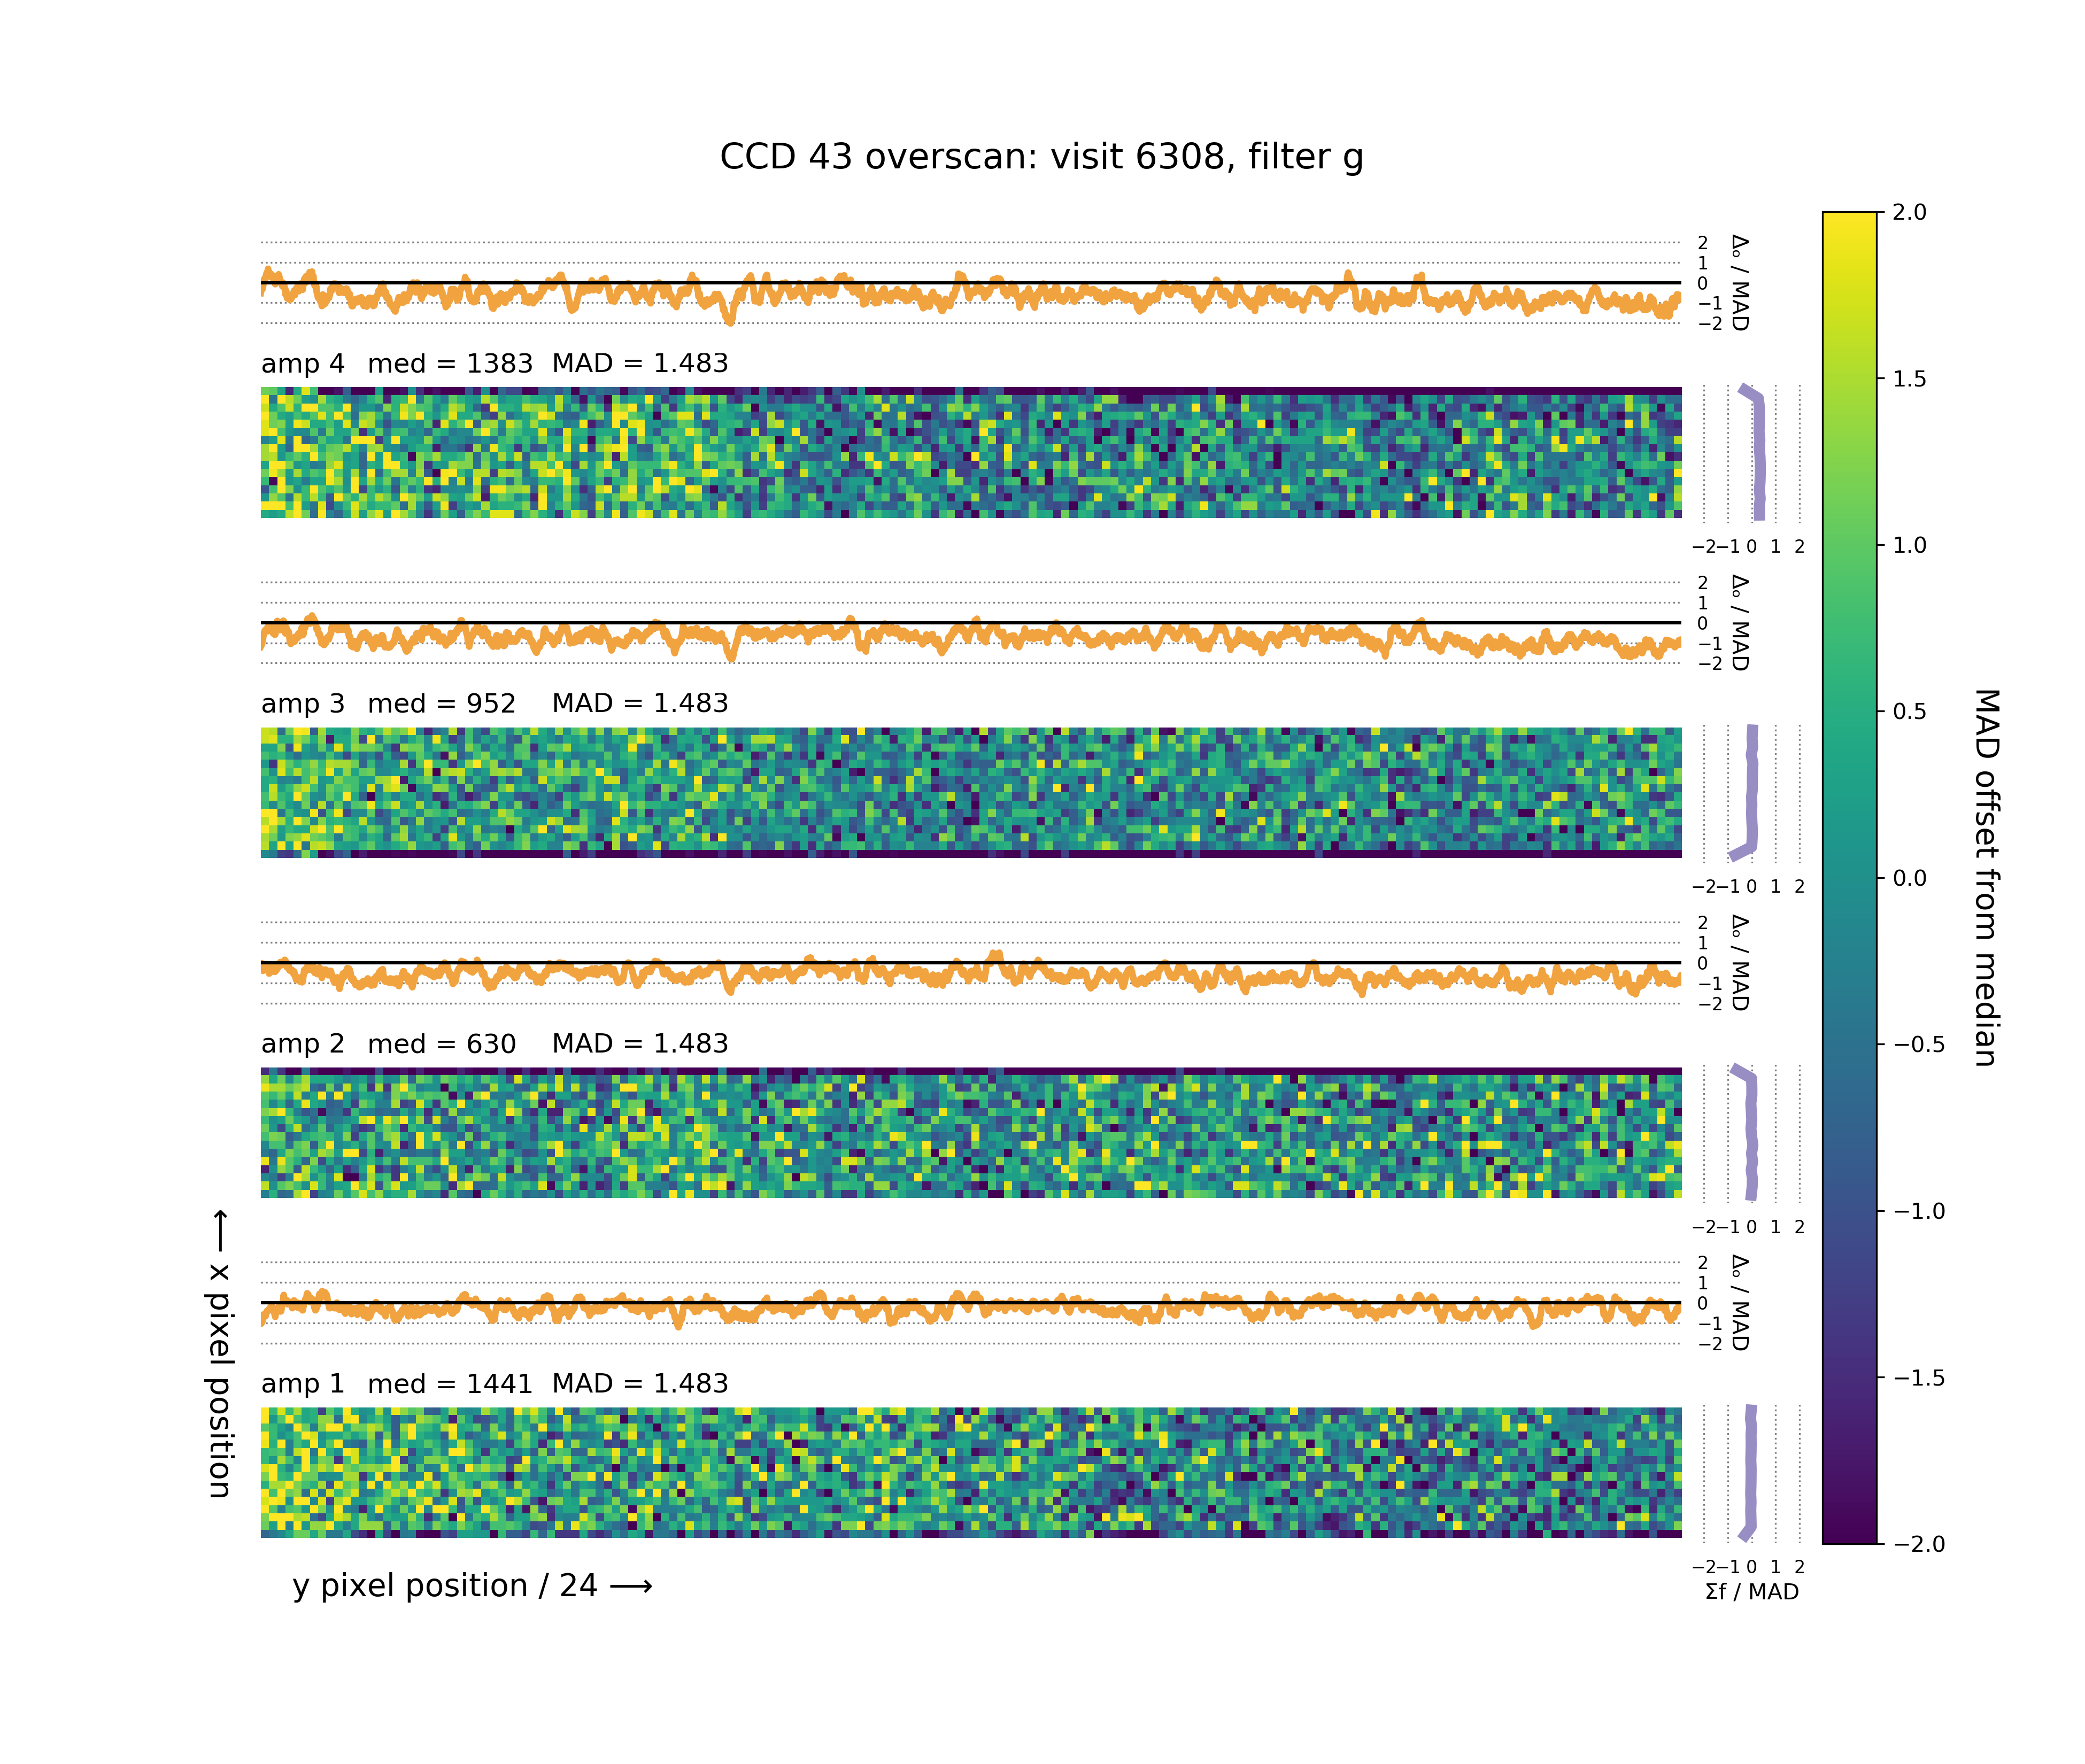 CCD 43 overscan: visit 6308, filter g
2
1
0
−1
−2
Δₒ / MAD
amp 4 med = 1383 MAD = 1.483
−2 −1 0 1 2
2
1
0
−1
−2
Δₒ / MAD
amp 3 med = 952 MAD = 1.483
−2 −1 0 1 2
2
1
0
−1
−2
Δₒ / MAD
amp 2 med = 630 MAD = 1.483
−2 −1 0 1 2
2
1
0
−1
−2
Δₒ / MAD
amp 1 med = 1441 MAD = 1.483
−2 −1 0 1 2
Σf / MAD
y pixel position / 24 ⟶
⟵ x pixel position
2.0
1.5
1.0
0.5
0.0
−0.5
−1.0
−1.5
−2.0
MAD offset from median